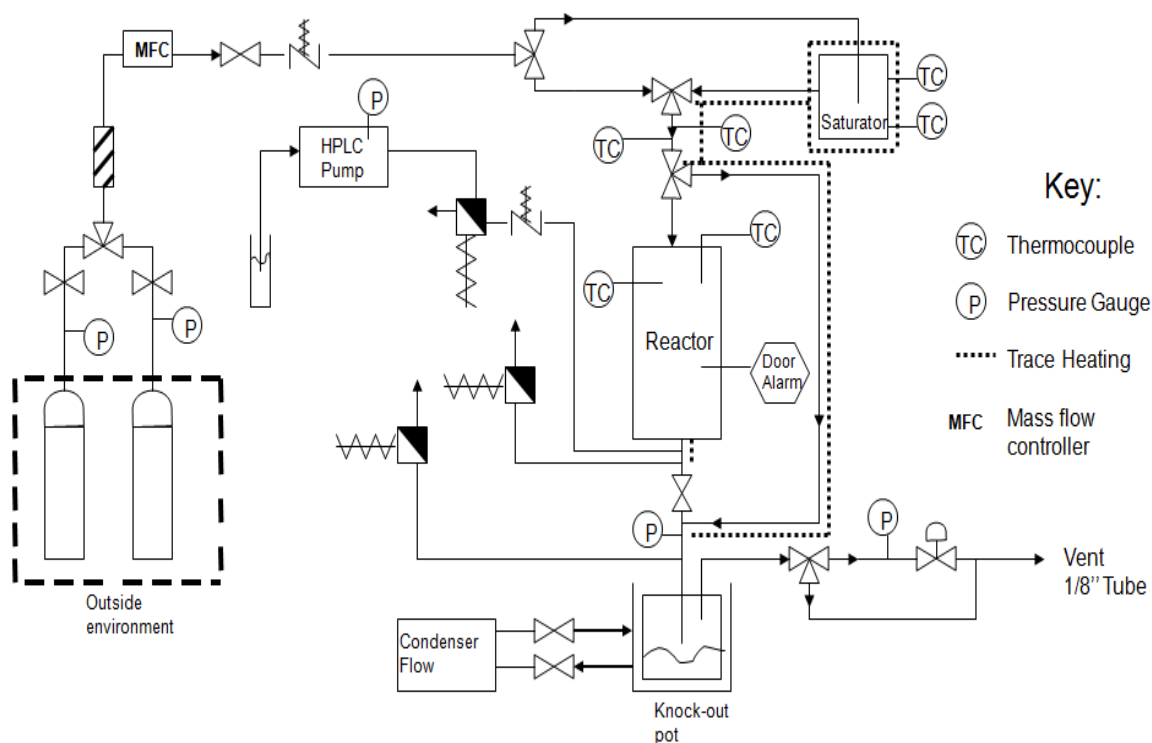 MFC
P
HPLC
Pump
TC
TC
Saturator
TC
TC
Key:
TC Thermocouple
P Pressure Gauge
Trace Heating
MFC Mass flow
controller
TC
TC
Reactor
Door
Alarm
P
P
P
P
Vent
1/8’’ Tube
Outside
environment
Condenser
Flow
Knock-out
pot